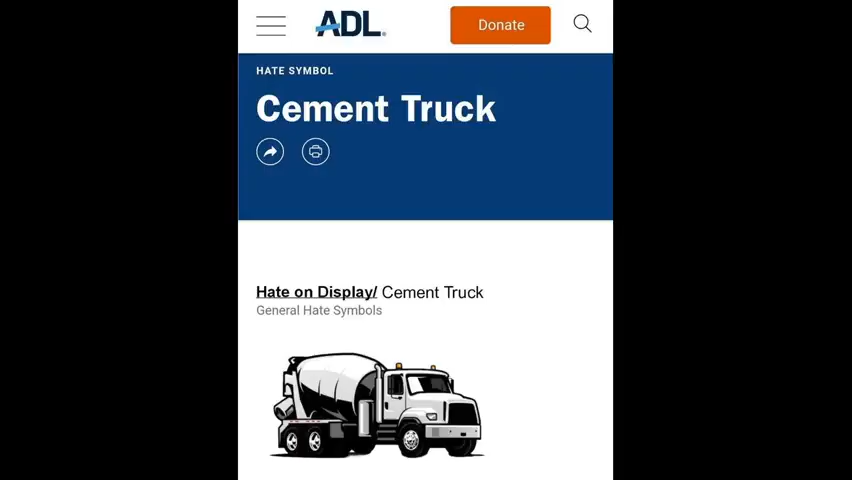 ADL
Donate
HATE SYMBOL
Cement Truck
Hate on Display/ Cement Truck
General Hate Symbols